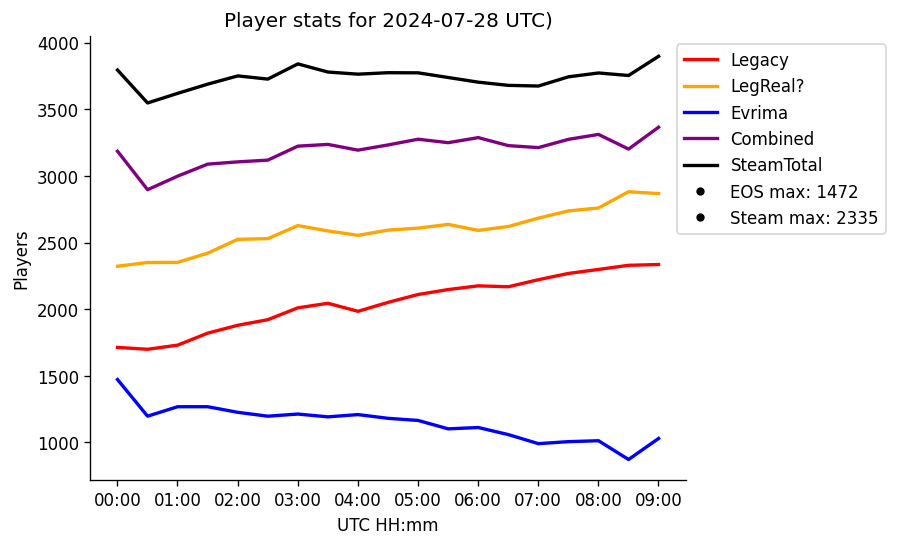 Player stats for 2024-07-28 UTC)
4000
3500
3000
2500
2000
1500
1000
Players
00:00 01:00 02:00 03:00 04:00 05:00 06:00 07:00 08:00 09:00
UTC HH:mm
Legacy
LegReal?
Evrima
Combined
SteamTotal
EOS max: 1472
Steam max: 2335